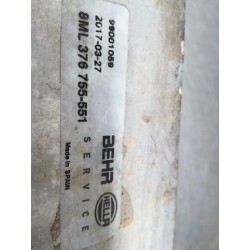 99001069
2017-03-27
8ML 376 755-551
BEHR
HELLA
SERVICE
Made in SPAIN